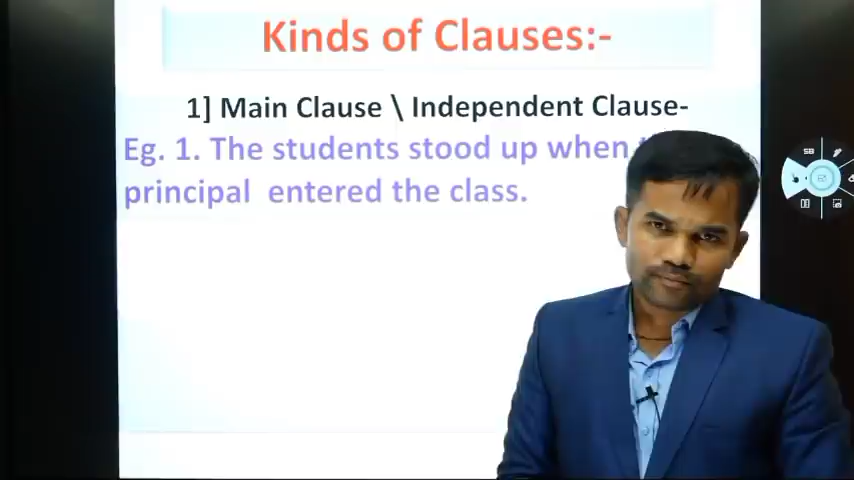 Kinds of Clauses:-
1] Main Clause \ Independent Clause-
Eg. 1. The students stood up when
principal entered the class.
SB